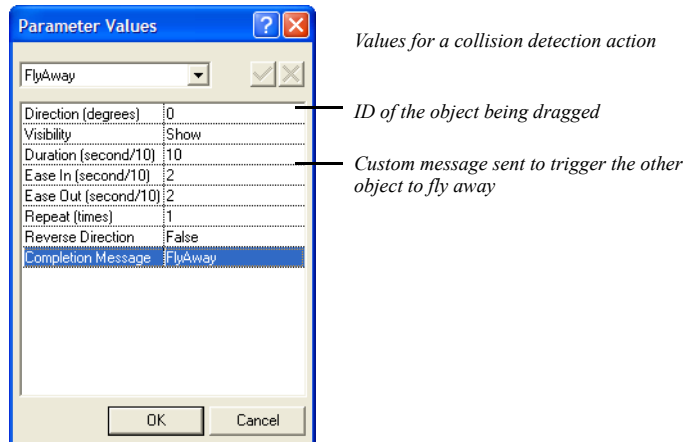 Parameter Values
FlyAway
Direction (degrees) 0
Visibility Show
Duration (second/10) 10
Ease In (second/10) 2
Ease Out (second/10) 2
Repeat (times) 1
Reverse Direction False
Completion Message FlyAway
OK Cancel
Values for a collision detection action
ID of the object being dragged
Custom message sent to trigger the other
object to fly away